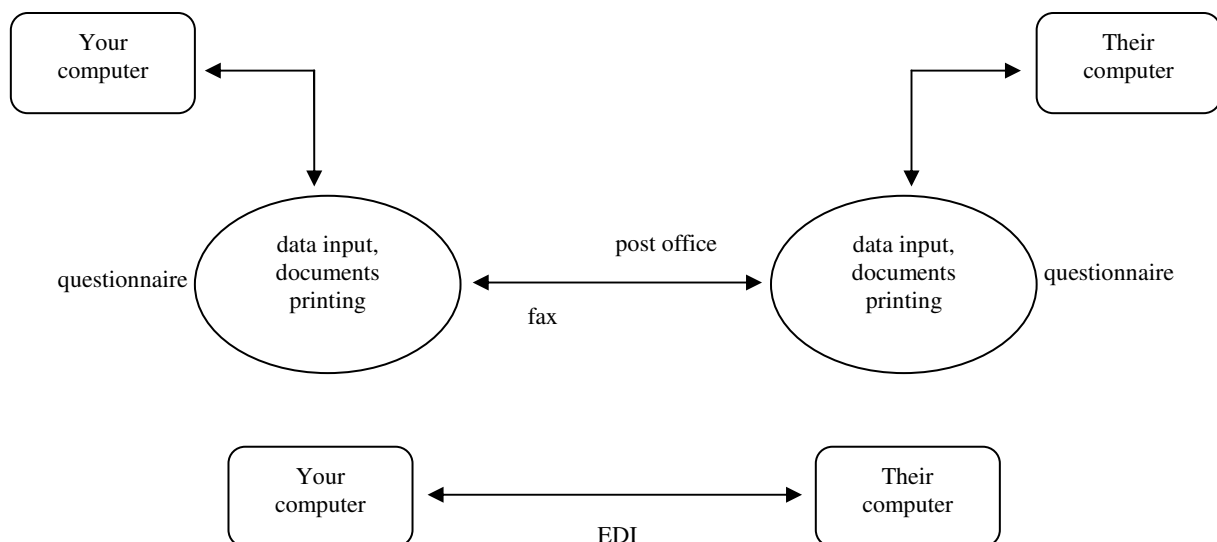 Your
computer
Their
computer
questionnaire
data input,
documents
printing
post office
fax
data input,
documents
printing
questionnaire
Your
computer
EDI
Their
computer